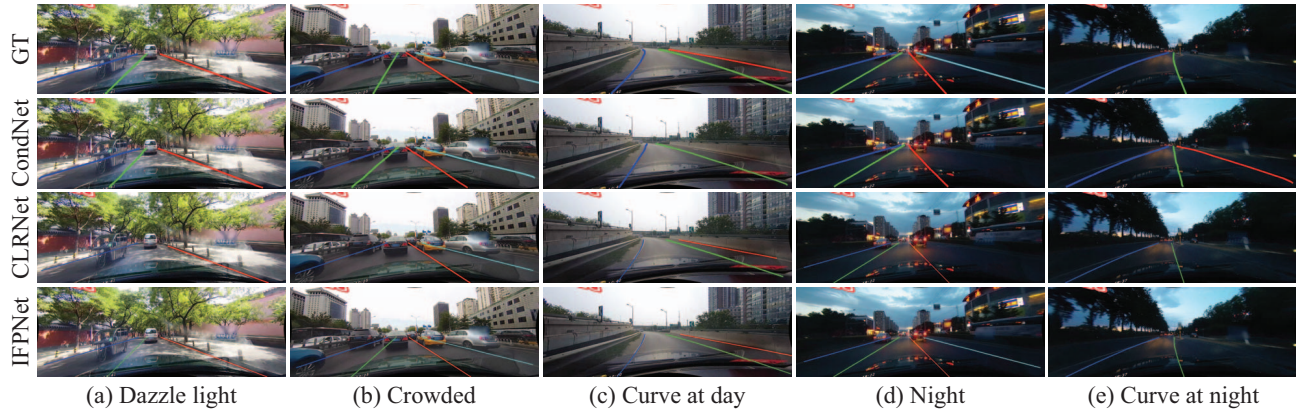 GT
CondNet
CLRNet
IFPNet
(a) Dazzle light
(b) Crowded
(c) Curve at day
(d) Night
(e) Curve at night